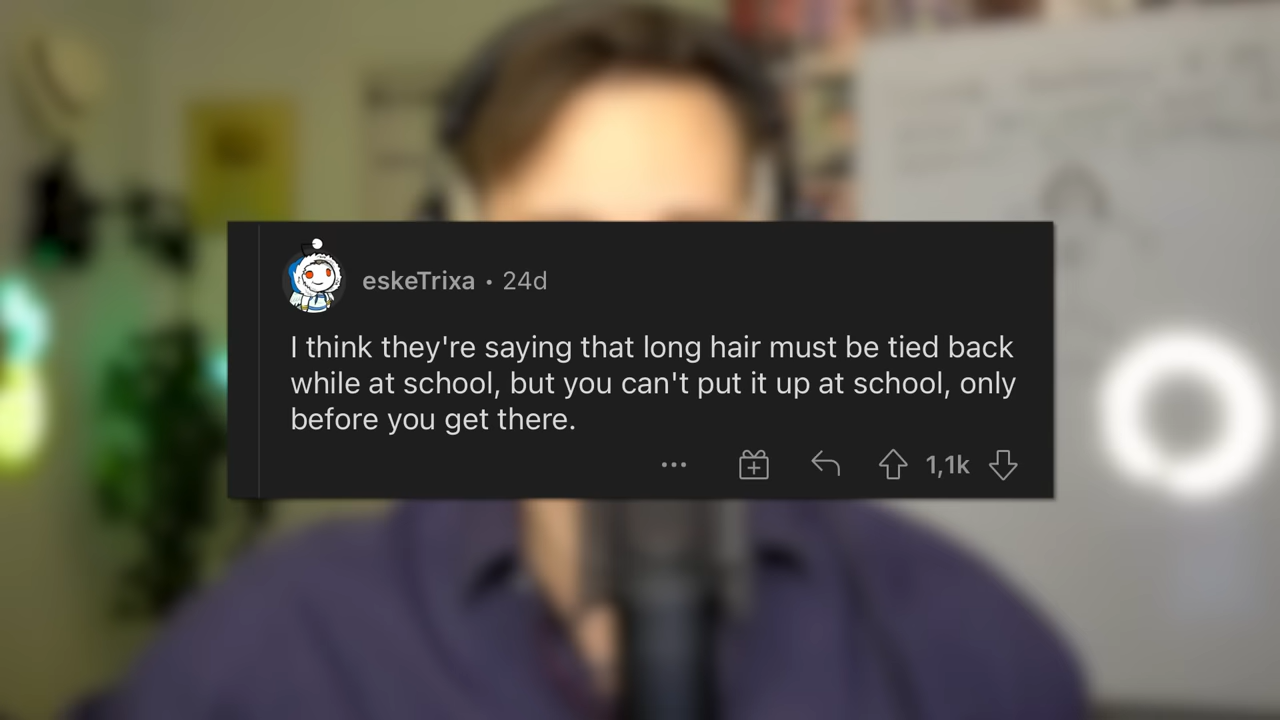 eskeTrixa • 24d
I think they're saying that long hair must be tied back
while at school, but you can't put it up at school, only
before you get there.
1,1k